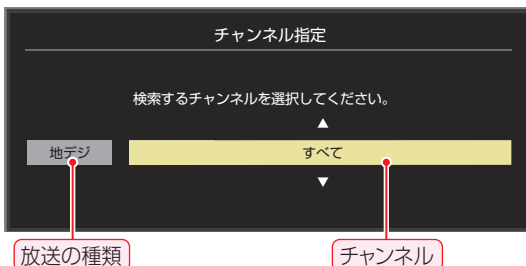 チャンネル指定
検索するチャンネルを選択してください。
▲
地デジ すべて
▼
放送の種類 チャンネル